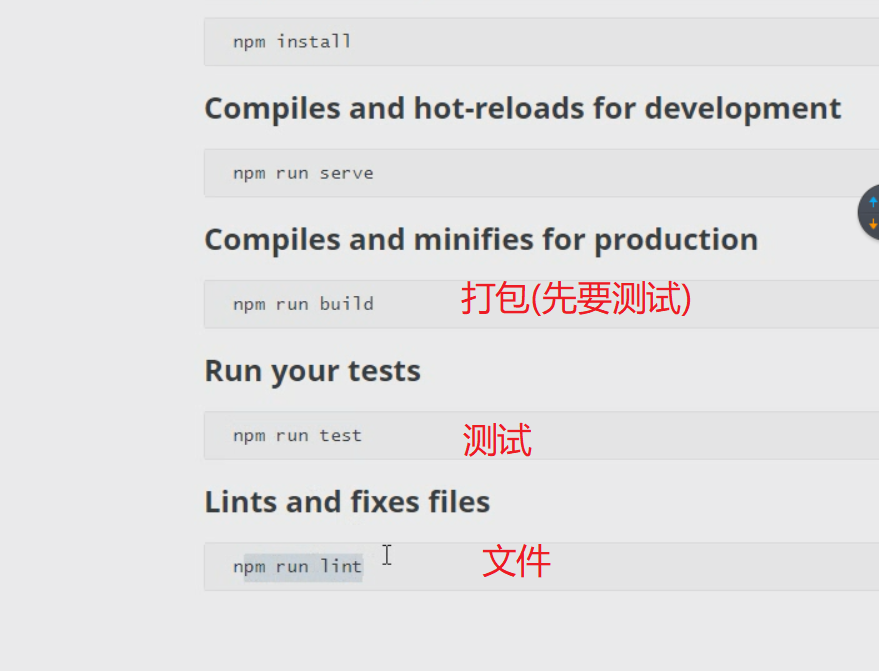 npm install
Compiles and hot-reloads for development
npm run serve
Compiles and minifies for production
npm run build 打包(先要测试)
Run your tests
npm run test 测试
Lints and fixes files
npm run lint 文件